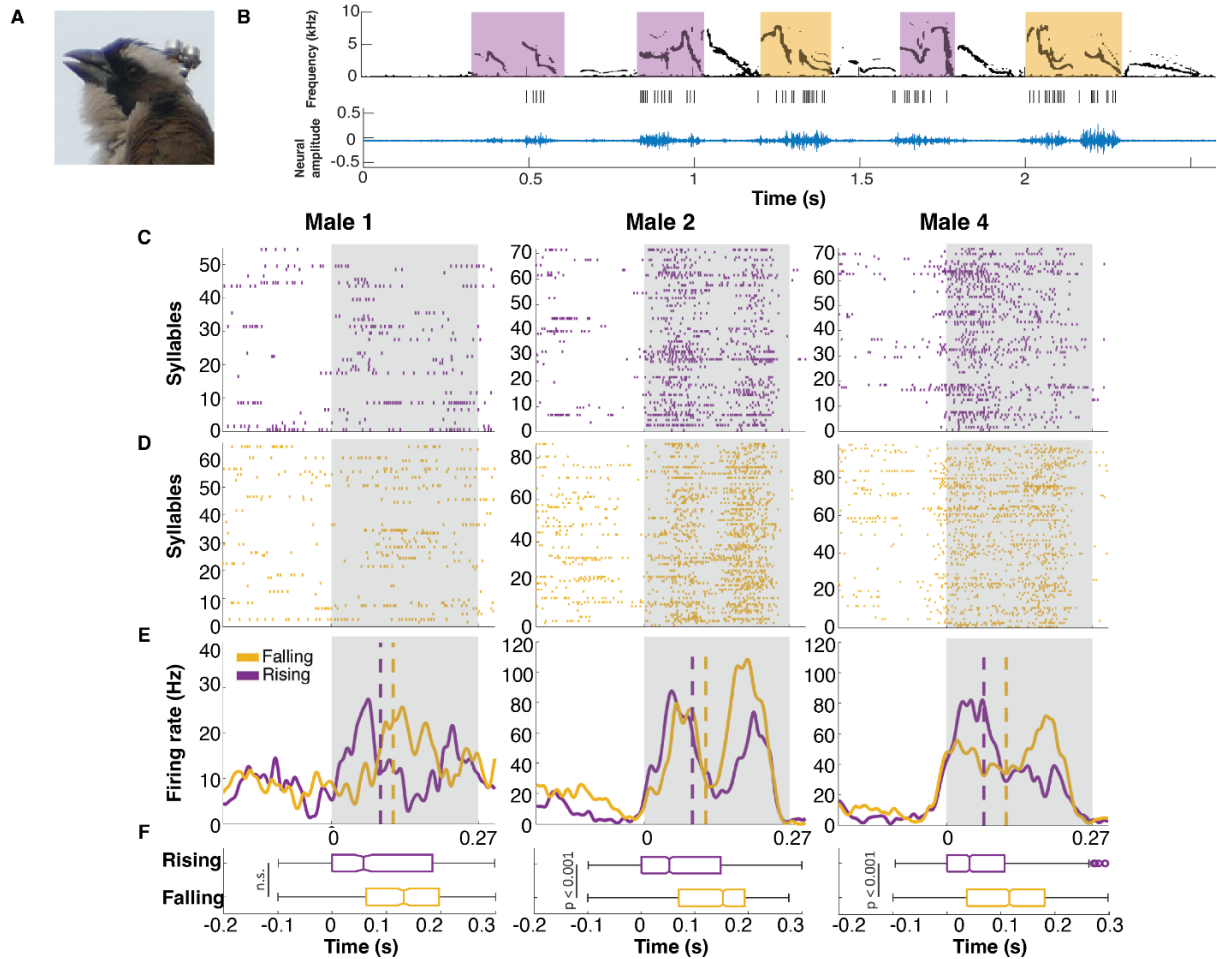 A
B
Frequency (kHz)
10
5
0
Neural amplitude
0.5
0
-0.5
0 0.5 1 1.5 2
Time (s)
Male 1 Male 2 Male 4
C
Syllables
50
40
30
20
10
0
70
60
50
40
30
20
10
0
70
60
50
40
30
20
10
0
D
Syllables
60
50
40
30
20
10
0
80
60
40
20
0
80
60
40
20
0
E
Firing rate (Hz)
40
30
20
10
0
Falling
Rising
120
100
80
60
40
20
0
120
100
80
60
40
20
0
0 0.27 0 0.27 0 0.27
F
Rising
Falling
n.s.
p < 0.001
p < 0.001
-0.2 -0.1 0 0.1 0.2 -0.2 -0.1 0 0.1 0.2 -0.2 -0.1 0 0.1 0.2 0.3
Time (s) Time (s) Time (s)